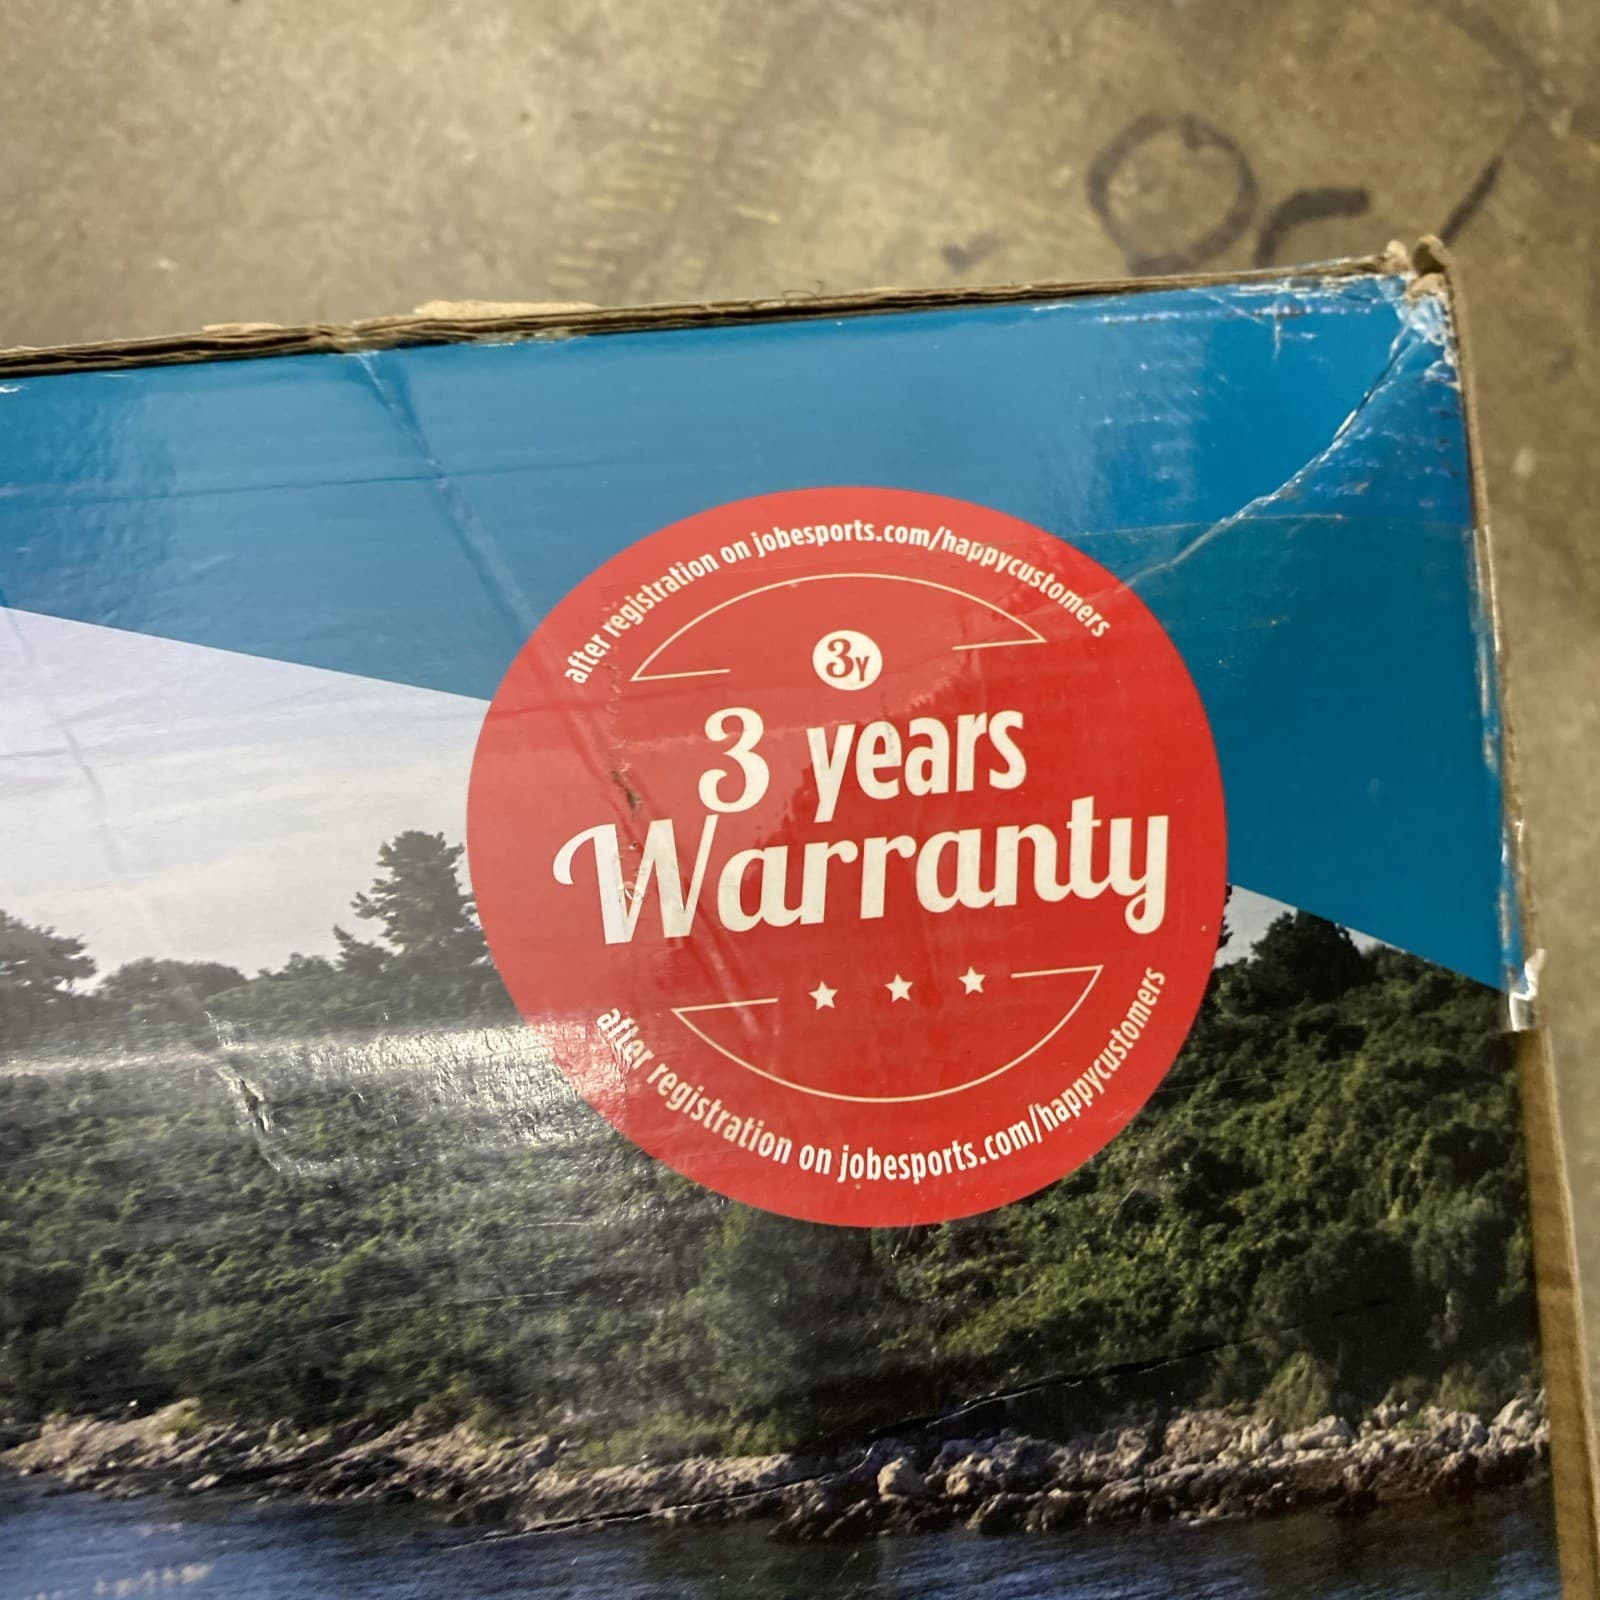 after registration on jobesports.com/happycustomers
3Y
3 years
Warranty
after registration on jobesports.com/happycustomers